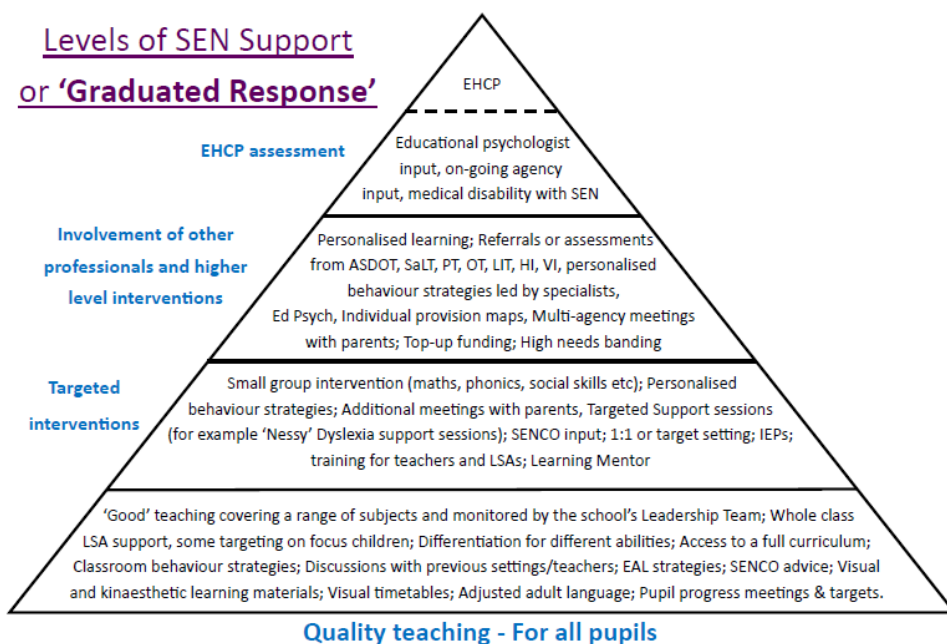 Levels of SEN Support
or ‘Graduated Response’
EHCP
EHCP assessment
Educational psychologist
input, on-going agency
input, medical disability with SEN
Involvement of other
professionals and higher
level interventions
Personalised learning; Referrals or assessments
from ASDOT, SaLT, PT, OT, LIT, HI, VI, personalised
behaviour strategies led by specialists,
Ed Psych, Individual provision maps, Multi-agency meetings
with parents; Top-up funding; High needs banding
Targeted
interventions
Small group intervention (maths, phonics, social skills etc); Personalised
behaviour strategies; Additional meetings with parents, Targeted Support sessions
(for example ‘Nessy’ Dyslexia support sessions); SENCO input; 1:1 or target setting; IEPs;
training for teachers and LSAs; Learning Mentor
‘Good’ teaching covering a range of subjects and monitored by the school’s Leadership Team; Whole class
LSA support, some targeting on focus children; Differentiation for different abilities; Access to a full curriculum;
Classroom behaviour strategies; Discussions with previous settings/teachers; EAL strategies; SENCO advice; Visual
and kinaesthetic learning materials; Visual timetables; Adjusted adult language; Pupil progress meetings & targets.
Quality teaching - For all pupils